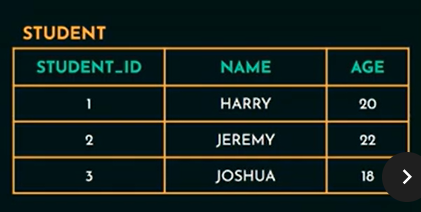 STUDENT
STUDENT_ID NAME AGE
1 HARRY 20
2 JEREMY 22
3 JOSHUA 18